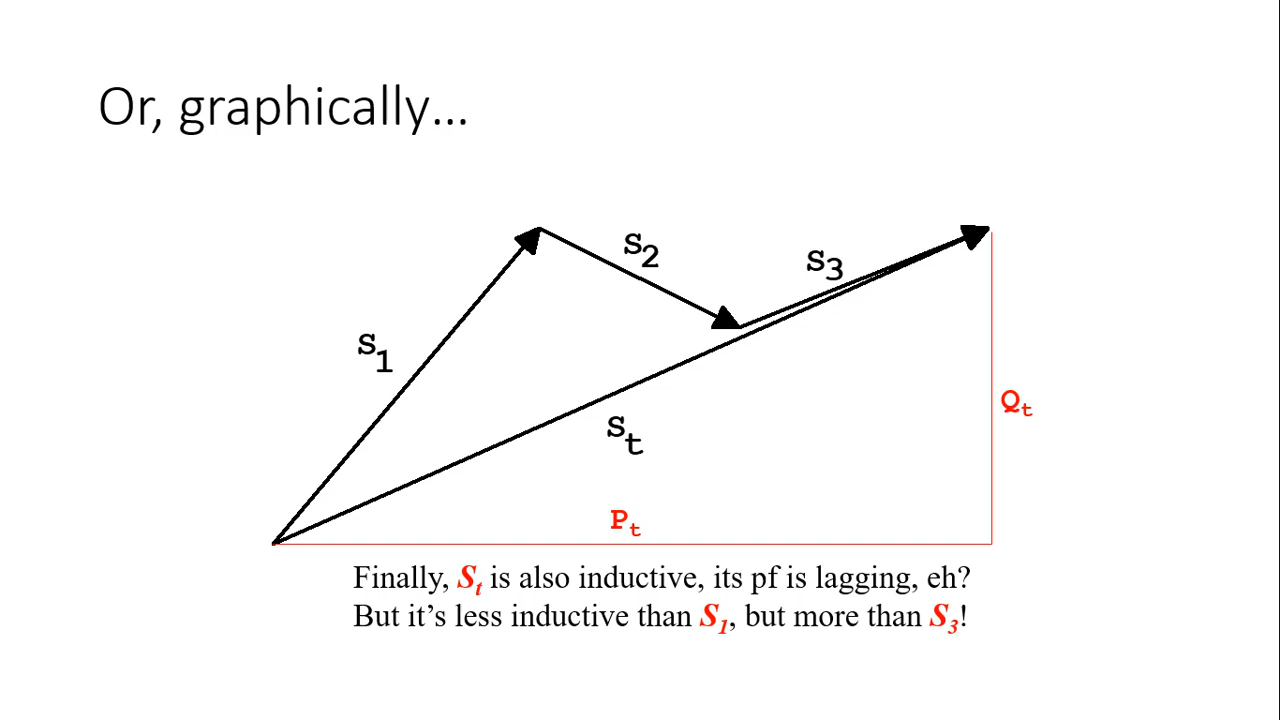 Or, graphically...
S2
S3
S1
Qt
St
Pt
Finally, St is also inductive, its pf is lagging, eh?
But it’s less inductive than S1, but more than S3!